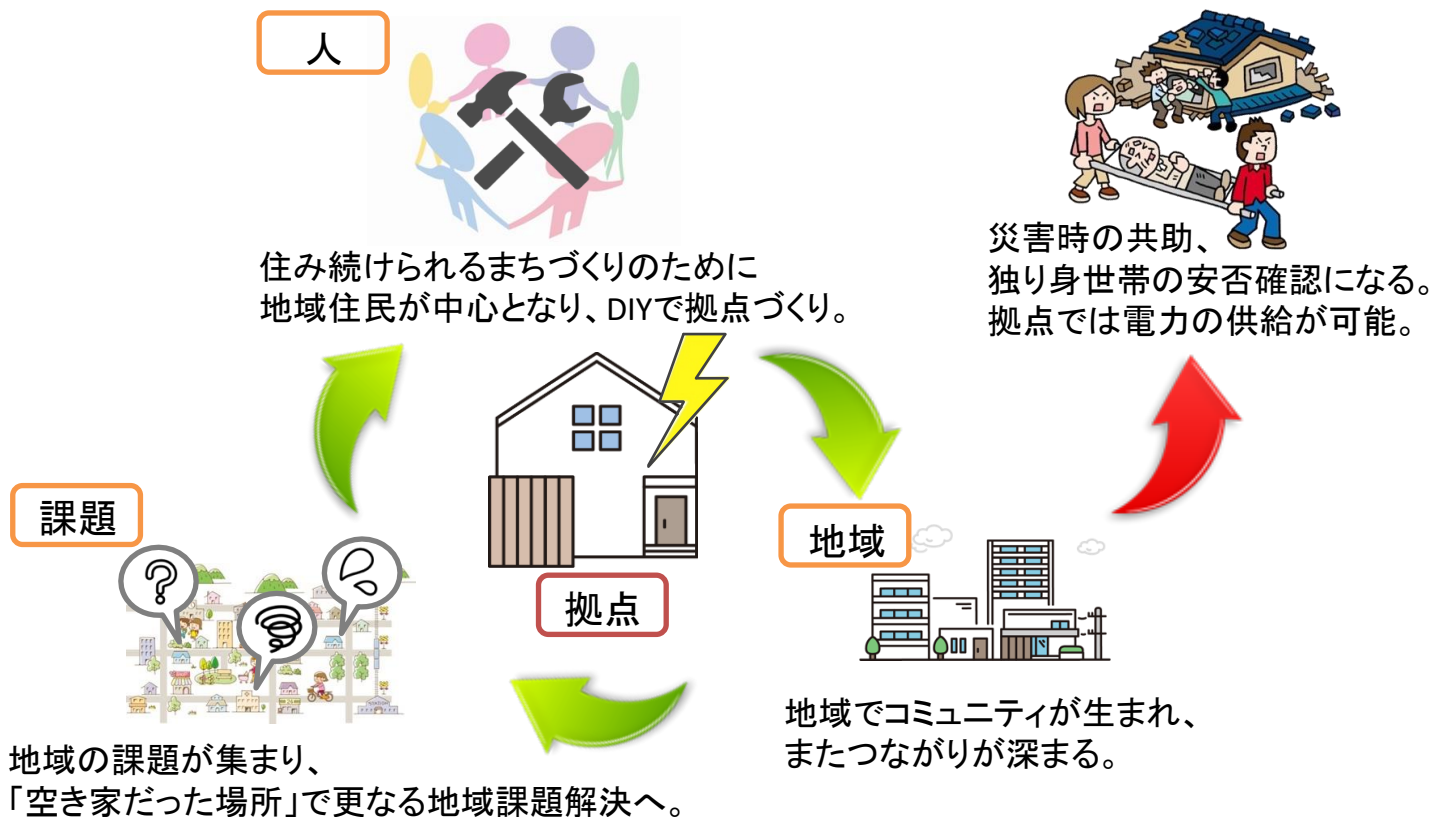 人
住み続けられるまちづくりのために
地域住民が中心となり、DIYで拠点づくり。
災害時の共助、
独り身世帯の安否確認になる。
拠点では電力の供給が可能。
課題
?
拠点
地域
地域でコミュニティが生まれ、
またつながりが深まる。
地域の課題が集まり、
「空き家だった場所」で更なる地域課題解決へ。